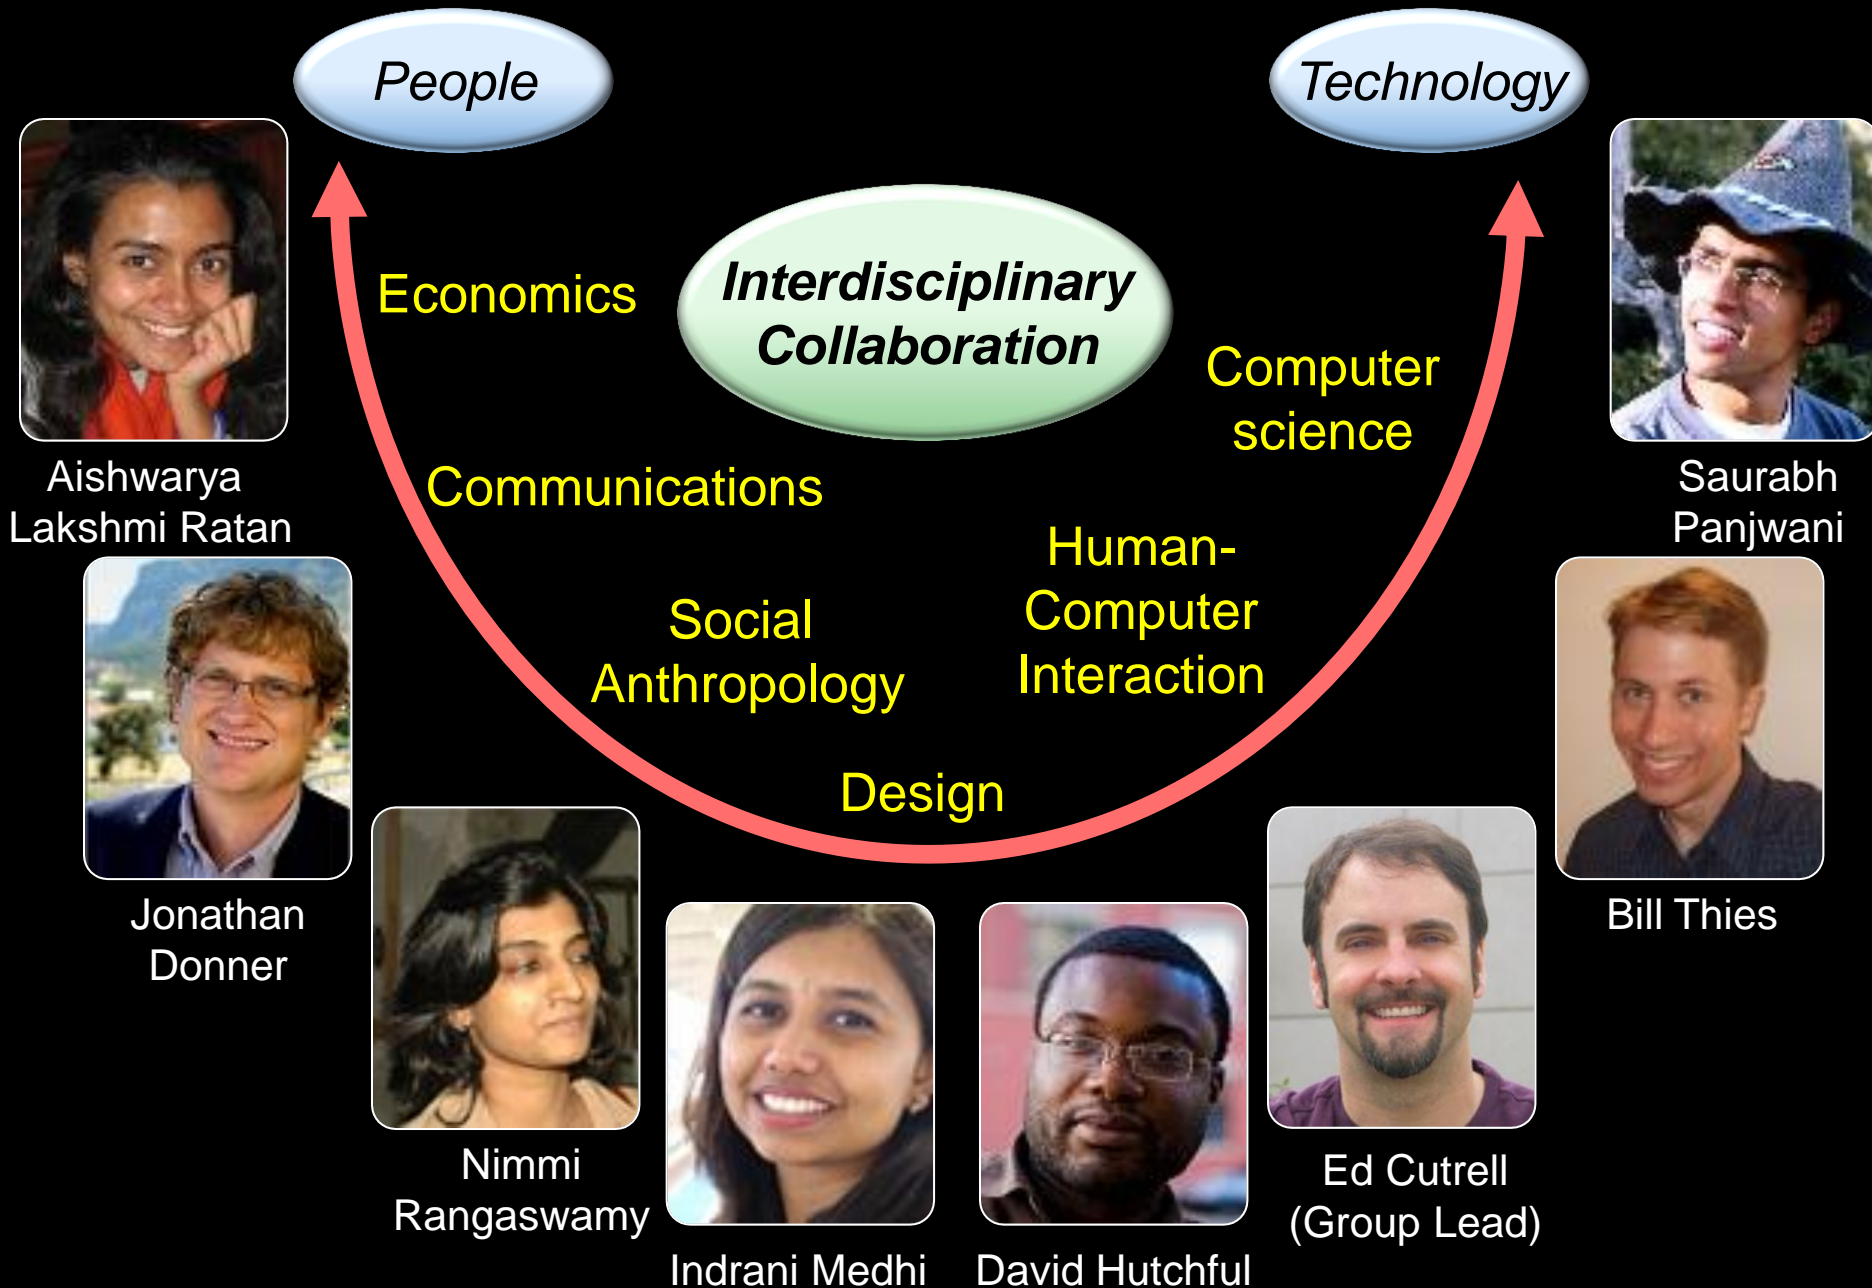 People
Technology
Interdisciplinary
Collaboration
Economics
Communications
Social
Anthropology
Design
Human-
Computer
Interaction
Computer
science
Aishwarya
Lakshmi Ratan
Jonathan
Donner
Nimmi
Rangaswamy
Indrani Medhi
David Hutchful
Ed Cutrell
(Group Lead)
Bill Thies
Saurabh
Panjwani